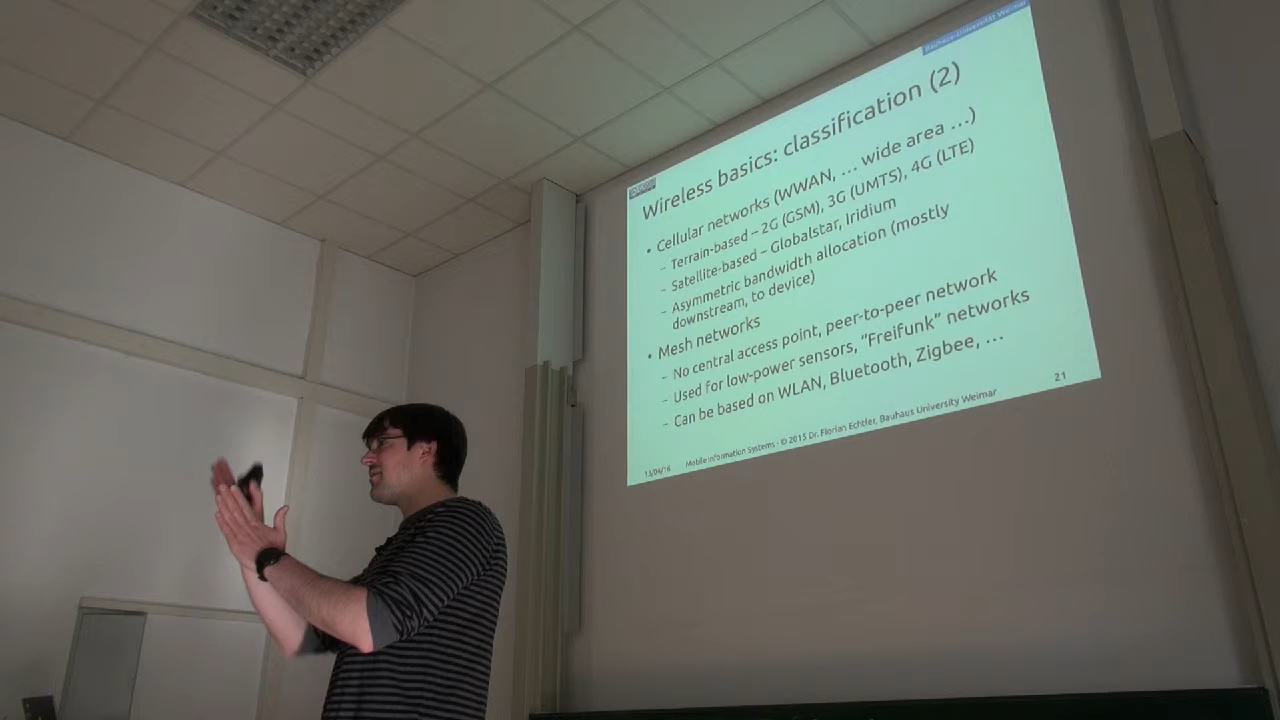 Bauhaus-Universität Weimar
Wireless basics: classification (2)
• Cellular networks (WWAN, … wide area …)
– Terrain-based – 2G (GSM), 3G (UMTS), 4G (LTE)
– Satellite-based – Globalstar, Iridium
– Asymmetric bandwidth allocation (mostly
downstream, to device)
• Mesh networks
– No central access point, peer-to-peer network
– Used for low-power sensors, "Freifunk" networks
– Can be based on WLAN, Bluetooth, Zigbee, …
13/04/16 Mobile Information Systems - © 2015 Dr. Florian Echtler, Bauhaus University Weimar 21